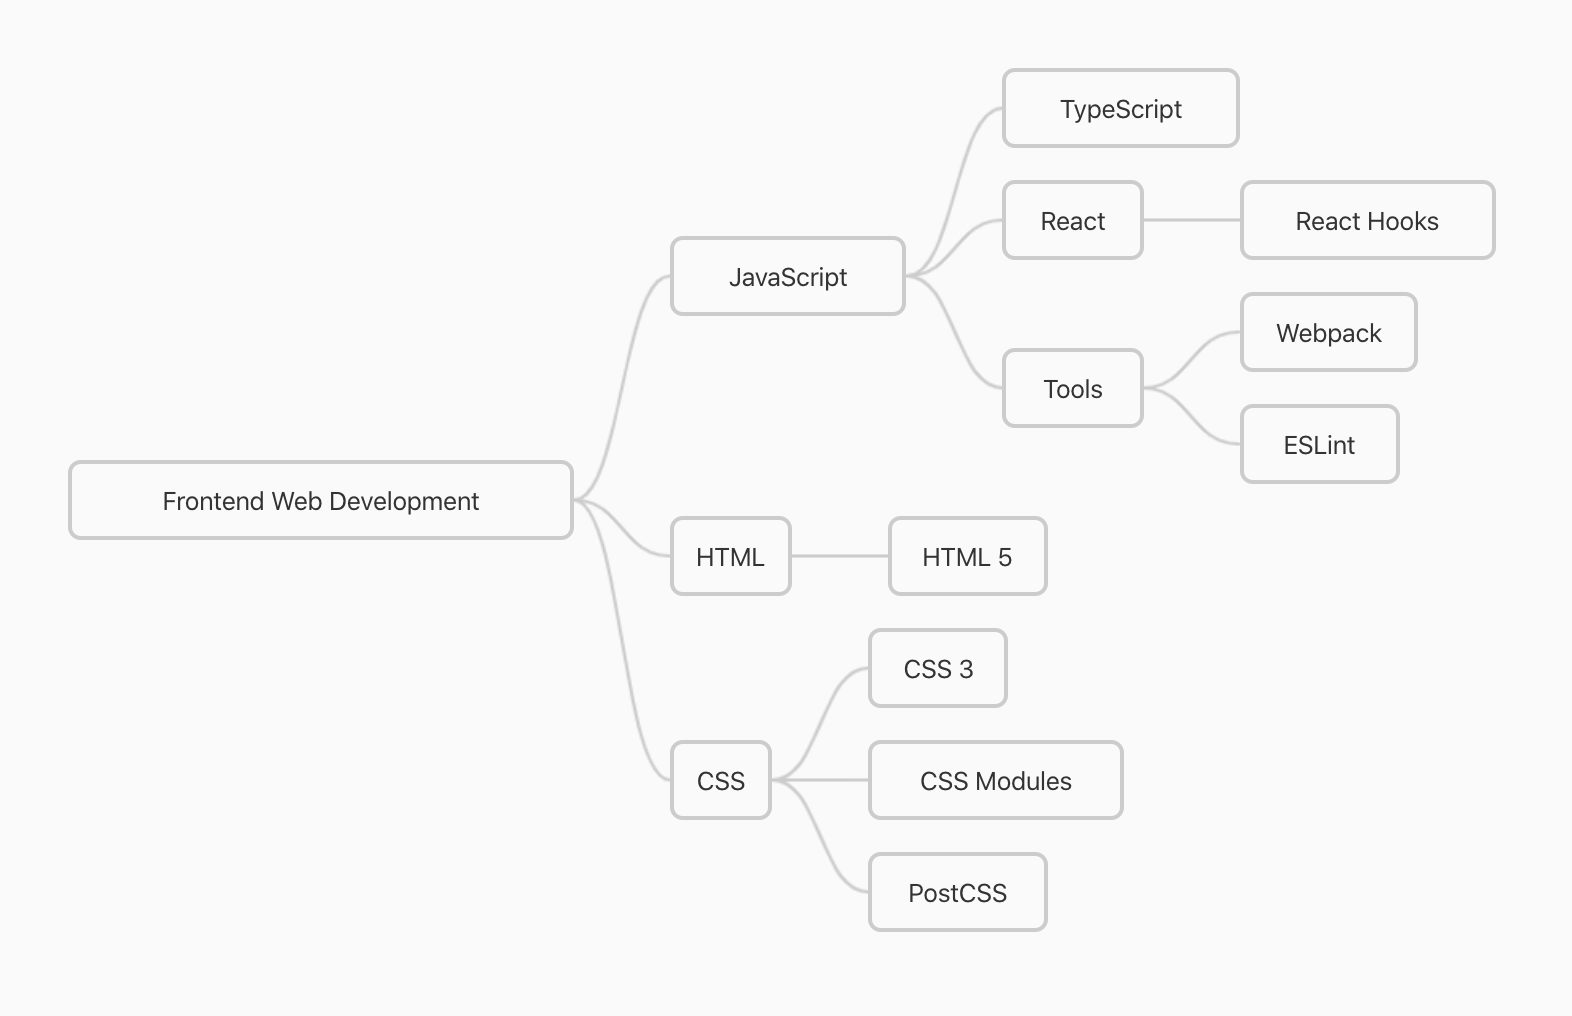 Frontend Web Development
JavaScript
TypeScript
React
React Hooks
Tools
Webpack
ESLint
HTML
HTML 5
CSS
CSS 3
CSS Modules
PostCSS